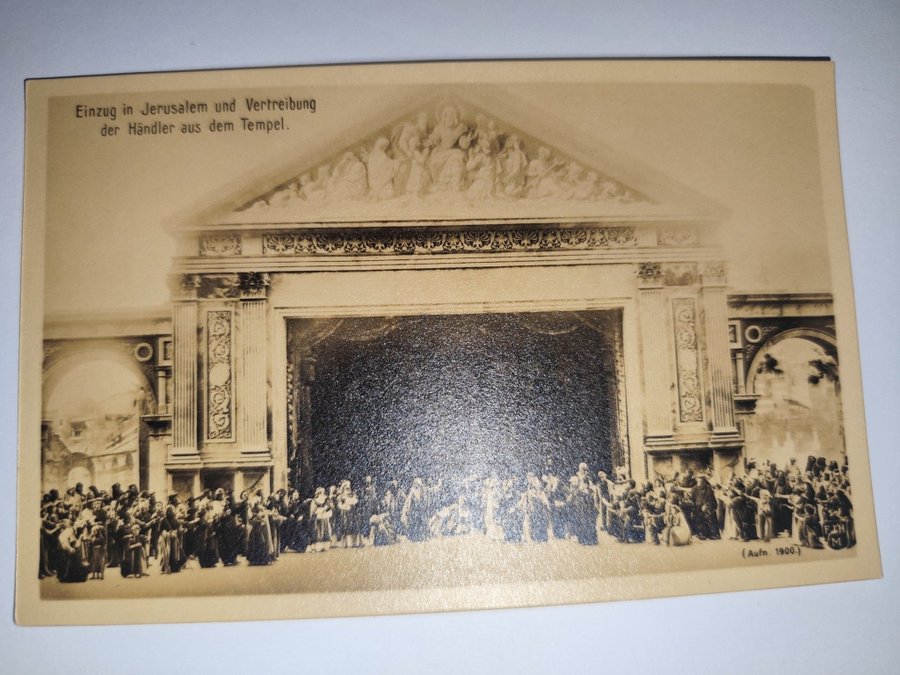 Einzug in Jerusalem und Vertreibung
der Händler aus dem Tempel.
(Aufn. 1900.)